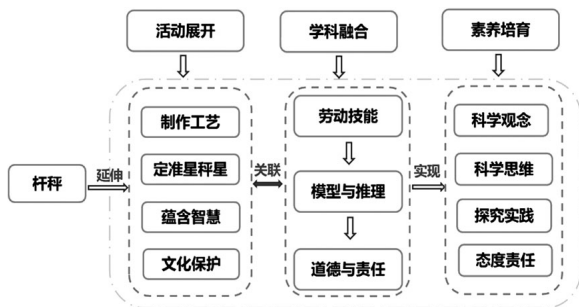 活动展开
学科融合
素养培育
杆秤
延伸
制作工艺
定准星秤星
蕴含智慧
文化保护
关联
劳动技能
模型与推理
道德与责任
实现
科学观念
科学思维
探究实践
态度责任